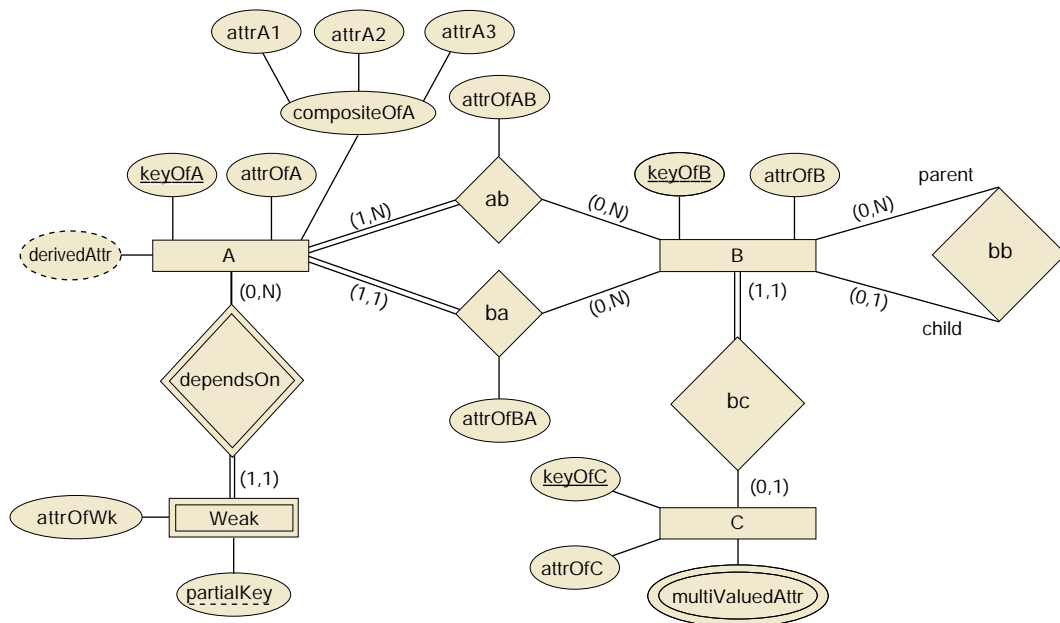 attrA1
attrA2
attrA3
compositeOfA
attrOfAB
keyOfA
attrOfA
keyOfB
attrOfB
parent
ab
(1,N)
(0,N)
(0,N)
derivedAttr
A
B
bb
(0,N)
(1,1)
(0,N)
(1,1)
(0,1)
ba
child
dependsOn
bc
attrOfBA
(1,1)
keyOfC
(0,1)
attrOfWk
Weak
C
attrOfC
partialKey
multiValuedAttr